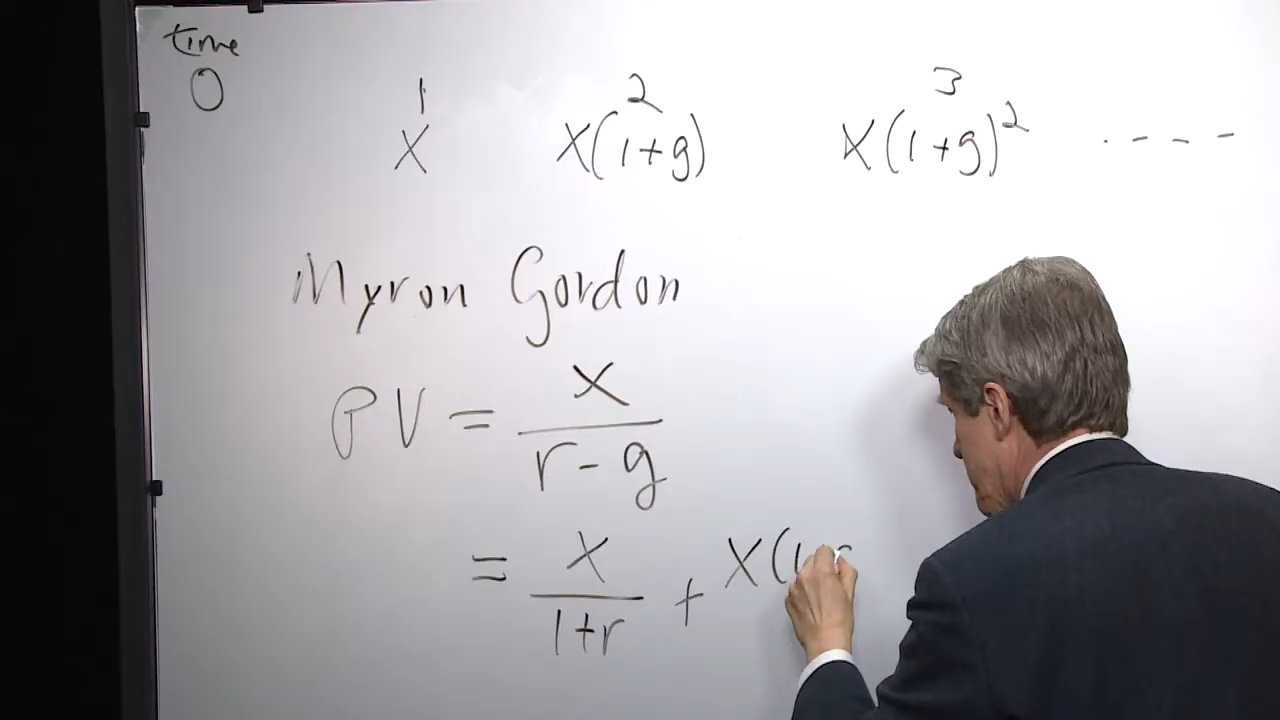 time
0 1 2 3
X X(1+g) X(1+g)² . - - - -
Myron Gordon
PV = X / r - g
= X / 1+r + X(1